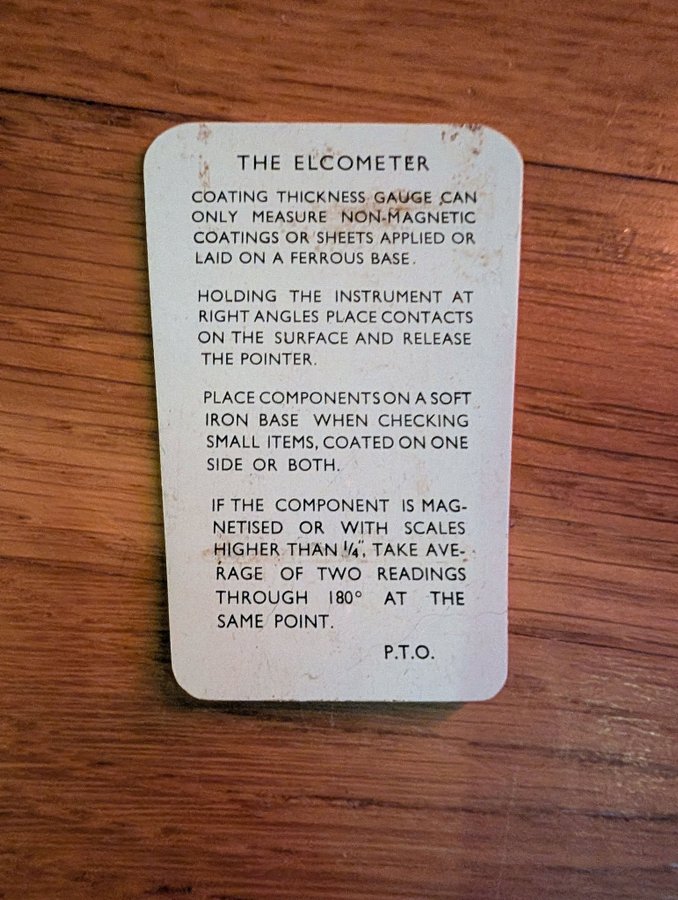 THE ELCOMETER
COATING THICKNESS GAUGE CAN
ONLY MEASURE NON-MAGNETIC
COATINGS OR SHEETS APPLIED OR
LAID ON A FERROUS BASE.
HOLDING THE INSTRUMENT AT
RIGHT ANGLES PLACE CONTACTS
ON THE SURFACE AND RELEASE
THE POINTER.
PLACE COMPONENTS ON A SOFT
IRON BASE WHEN CHECKING
SMALL ITEMS, COATED ON ONE
SIDE OR BOTH.
IF THE COMPONENT IS MAG-
NETISED OR WITH SCALES
HIGHER THAN 1/4", TAKE AVE-
RAGE OF TWO READINGS
THROUGH 180° AT THE
SAME POINT.
P.T.O.